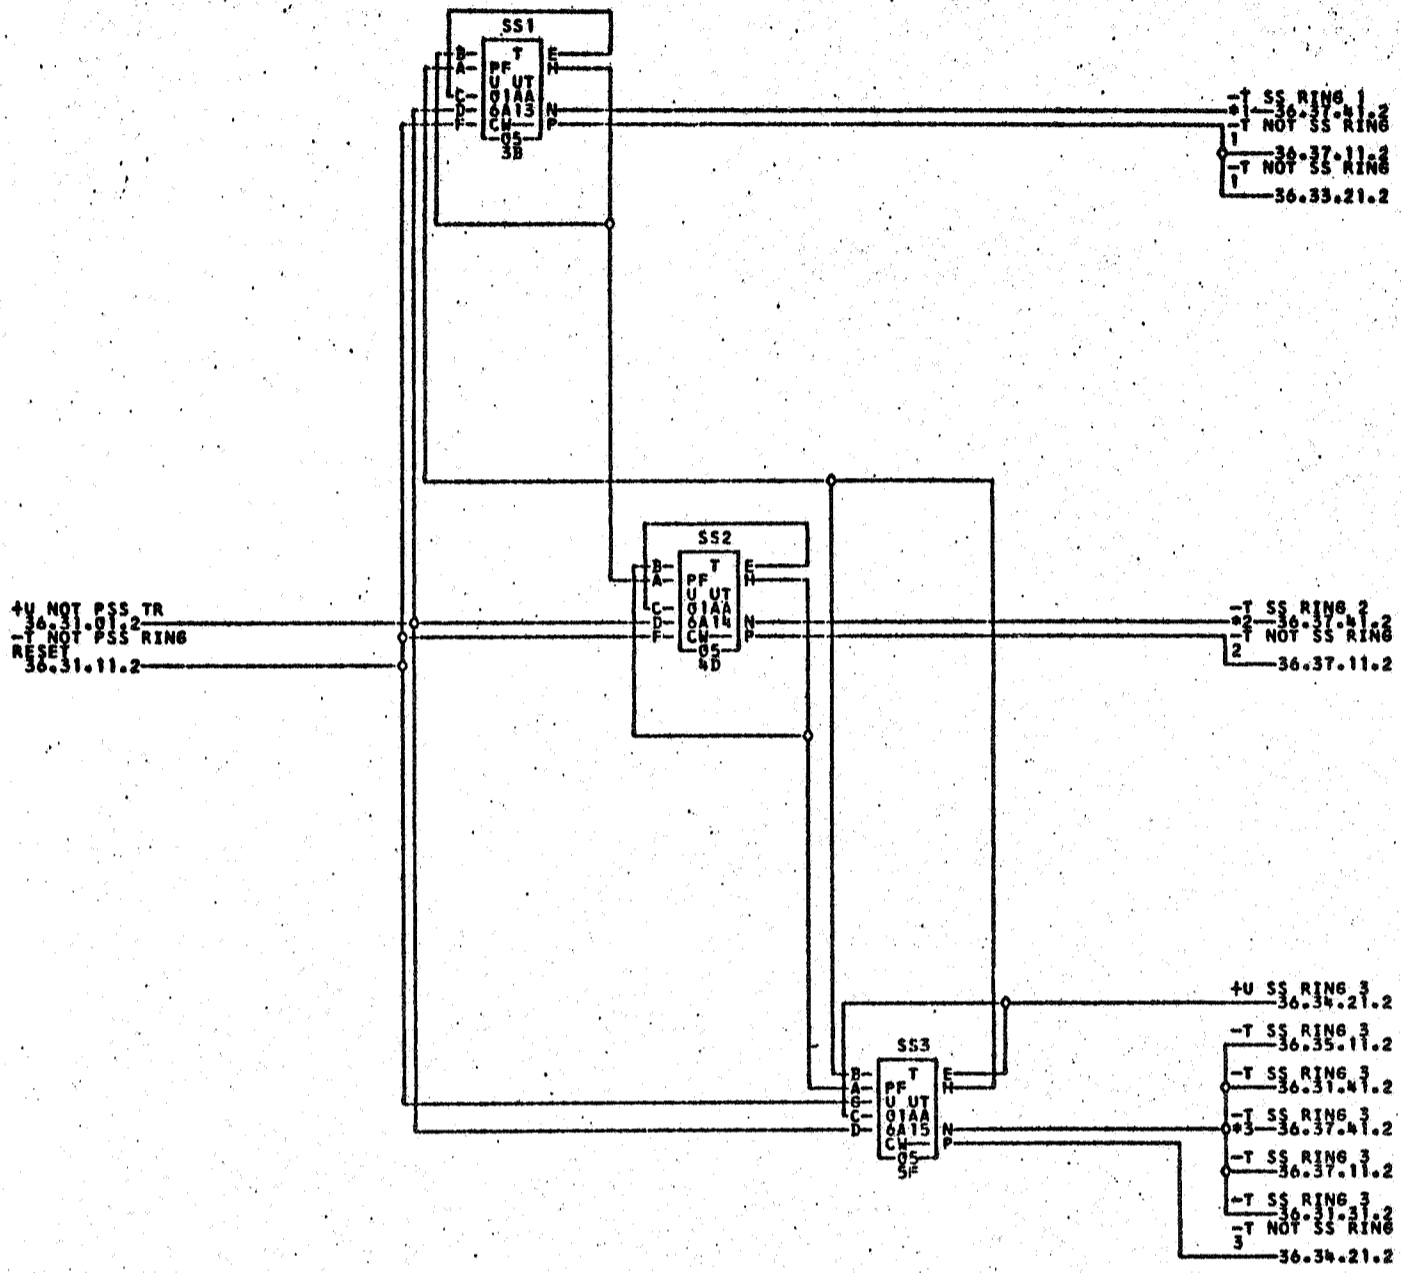 SS1
B
T
E
A
PF
H
U UT
C
01AA
D
6A13
N
F
C
P
3B
-T SS RING 1
*1 36.37.41.2
-T NOT SS RING
1
36.37.11.2
-T NOT SS RING
1
36.33.21.2
SS2
B
T
E
A
PF
H
U UT
C
01AA
D
6A14
N
F
C
P
4D
+U NOT PSS TR
36.31.01.2
-T NOT PSS RING
RESET
36.31.11.2
-T SS RING 2
*2 36.37.41.2
-T NOT SS RING
2
36.37.11.2
SS3
B
T
E
A
PF
H
U UT
C
01AA
D
6A15
N
C
P
5F
+U SS RING 3
36.34.21.2
-T SS RING 3
36.35.11.2
-T SS RING 3
36.31.41.2
-T SS RING 3
*3 36.37.41.2
-T SS RING 3
36.37.11.2
-T SS RING 3
36.31.31.2
-T NOT SS RING
3
36.34.21.2